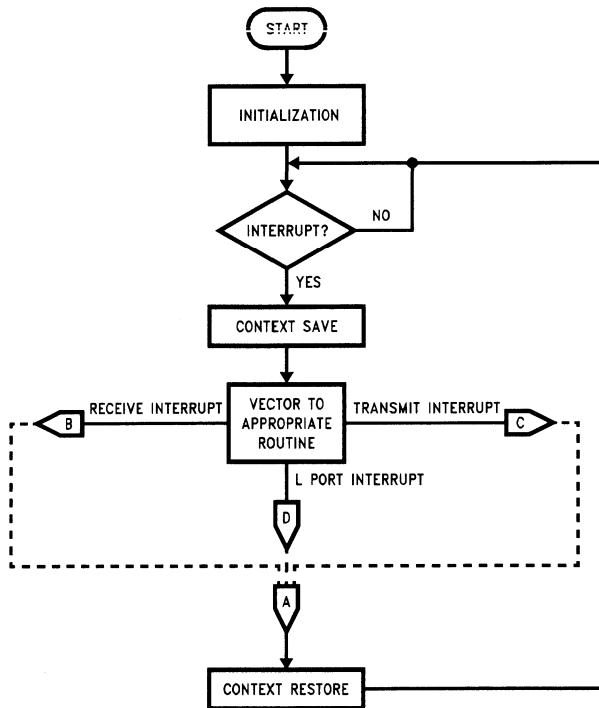 START
INITIALIZATION
INTERRUPT?
NO
YES
CONTEXT SAVE
B
RECEIVE INTERRUPT
VECTOR TO
APPROPRIATE
ROUTINE
TRANSMIT INTERRUPT
C
L PORT INTERRUPT
D
A
CONTEXT RESTORE